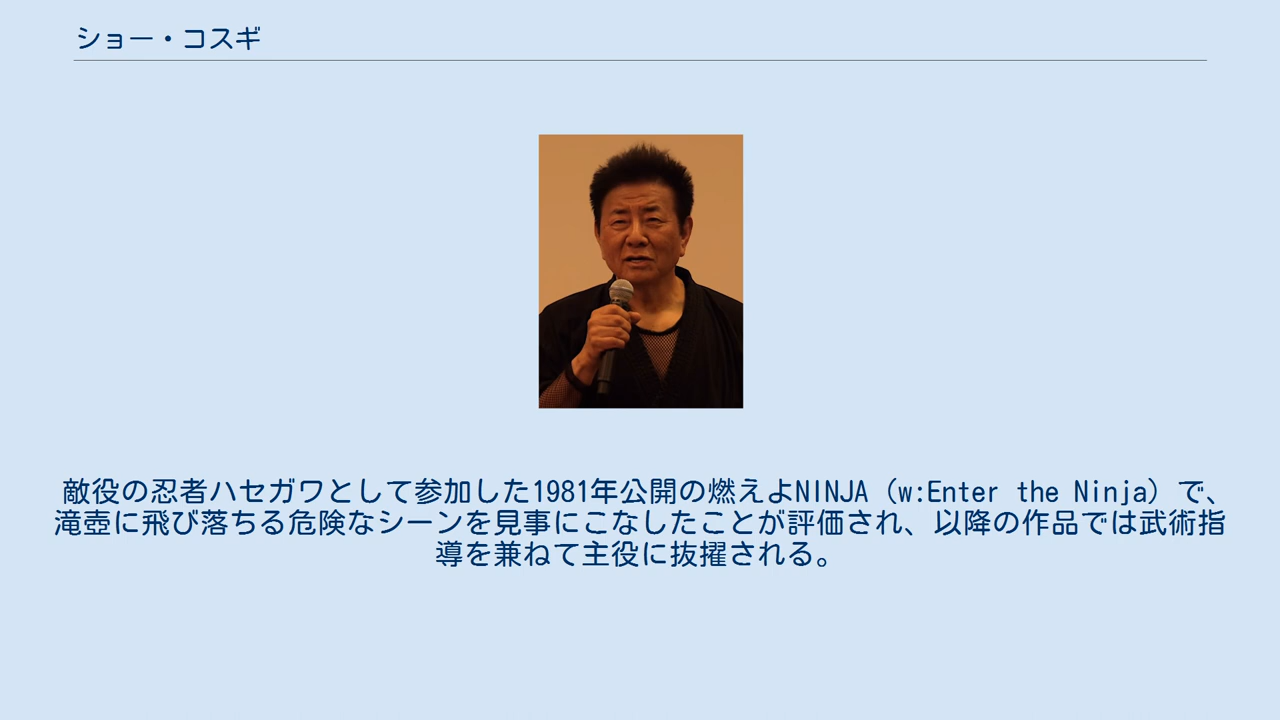 ショー・コスギ
敵役の忍者ハセガワとして参加した1981年公開の燃えよNINJA（w:Enter the Ninja）で、
滝壺に飛び落ちる危険なシーンを見事にこなしたことが評価され、以降の作品では武術指
導を兼ねて主役に抜擢される。